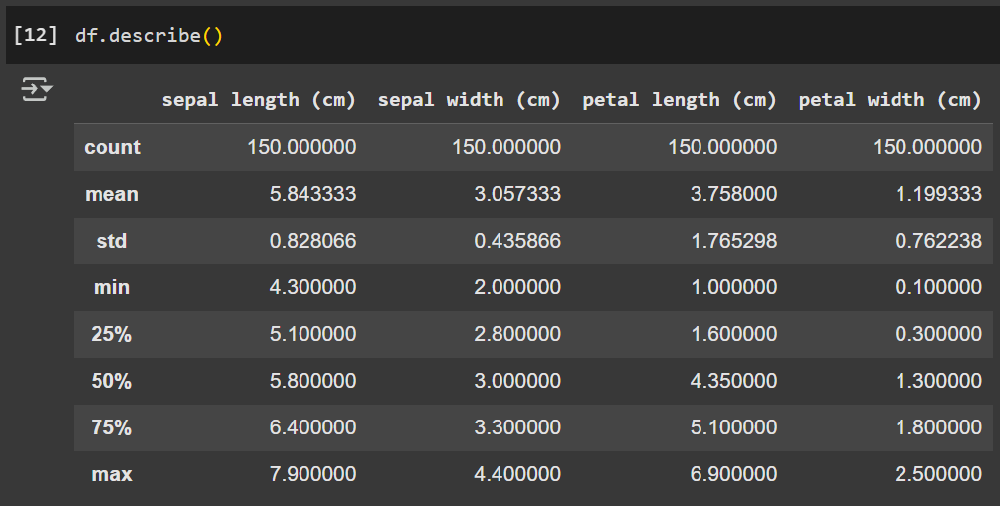 [12] df.describe()
sepal length (cm) sepal width (cm) petal length (cm) petal width (cm)
count 150.000000 150.000000 150.000000 150.000000
mean 5.843333 3.057333 3.758000 1.199333
std 0.828066 0.435866 1.765298 0.762238
min 4.300000 2.000000 1.000000 0.100000
25% 5.100000 2.800000 1.600000 0.300000
50% 5.800000 3.000000 4.350000 1.300000
75% 6.400000 3.300000 5.100000 1.800000
max 7.900000 4.400000 6.900000 2.500000